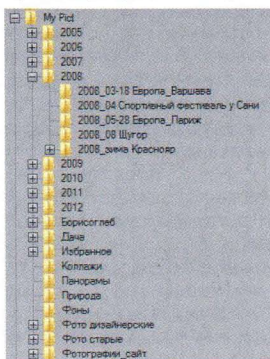 My Pict
2005
2006
2007
2008
2008_03-18 Европа_Варшава
2008_04 Спортивный фестиваль у Сани
2008_05-28 Европа_Париж
2008_08 Щугор
2008_зима Краснояр
2009
2010
2011
2012
Борисоглеб
Дача
Избранное
Коллажи
Панорамы
Природа
Фоны
Фото дизайнерские
Фото старые
Фотографии_сайт